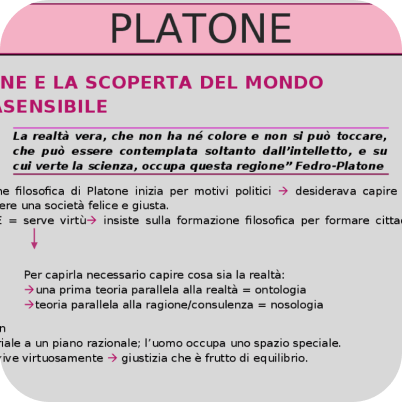 PLATONE
NE E LA SCOPERTA DEL MONDO
ASENSIBILE
La realtà vera, che non ha né colore e non si può toccare,
che può essere contemplata soltanto dall’intelletto, e su
cui verte la scienza, occupa questa regione” Fedro-Platone
ne filosofica di Platone inizia per motivi politici → desiderava capire
ere una società felice e giusta.
E = serve virtù→ insiste sulla formazione filosofica per formare citta
Per capirla necessario capire cosa sia la realtà:
→una prima teoria parallela alla realtà = ontologia
→teoria parallela alla ragione/consulenza = nosologia
n
riale a un piano razionale; l’uomo occupa uno spazio speciale.
vive virtuosamente → giustizia che è frutto di equilibrio.